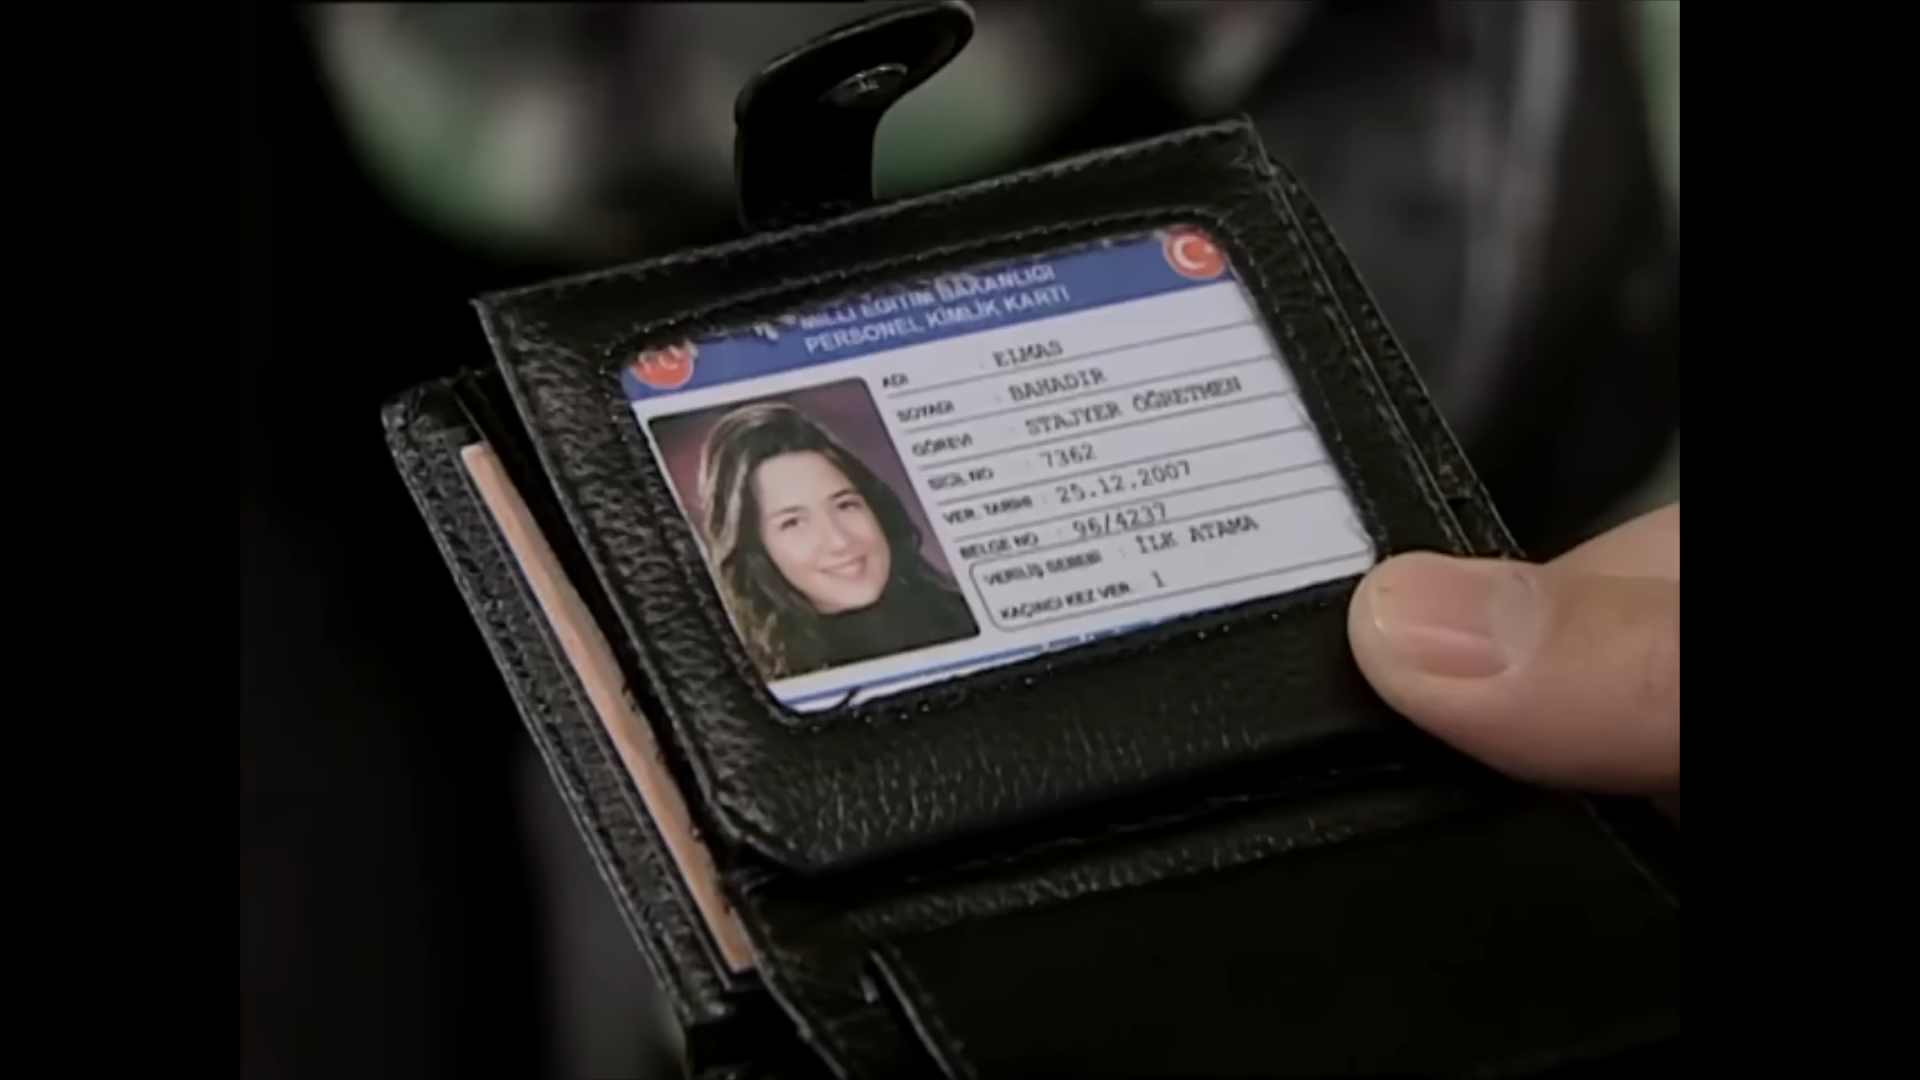 MİLLİ EĞİTİM BAKANLIĞI
PERSONEL KİMLİK KARTI
ADI : ELMAS
SOYADI : BAHADIR
GÖREVİ : STAJYER ÖĞRETMEN
SİCİL NO : 7362
VER. TARİHİ : 25.12.2007
BELGE NO : 96/4237
VERİLİŞ SEBEBİ : İLK ATAMA
KAÇINCI KEZ VER. 1